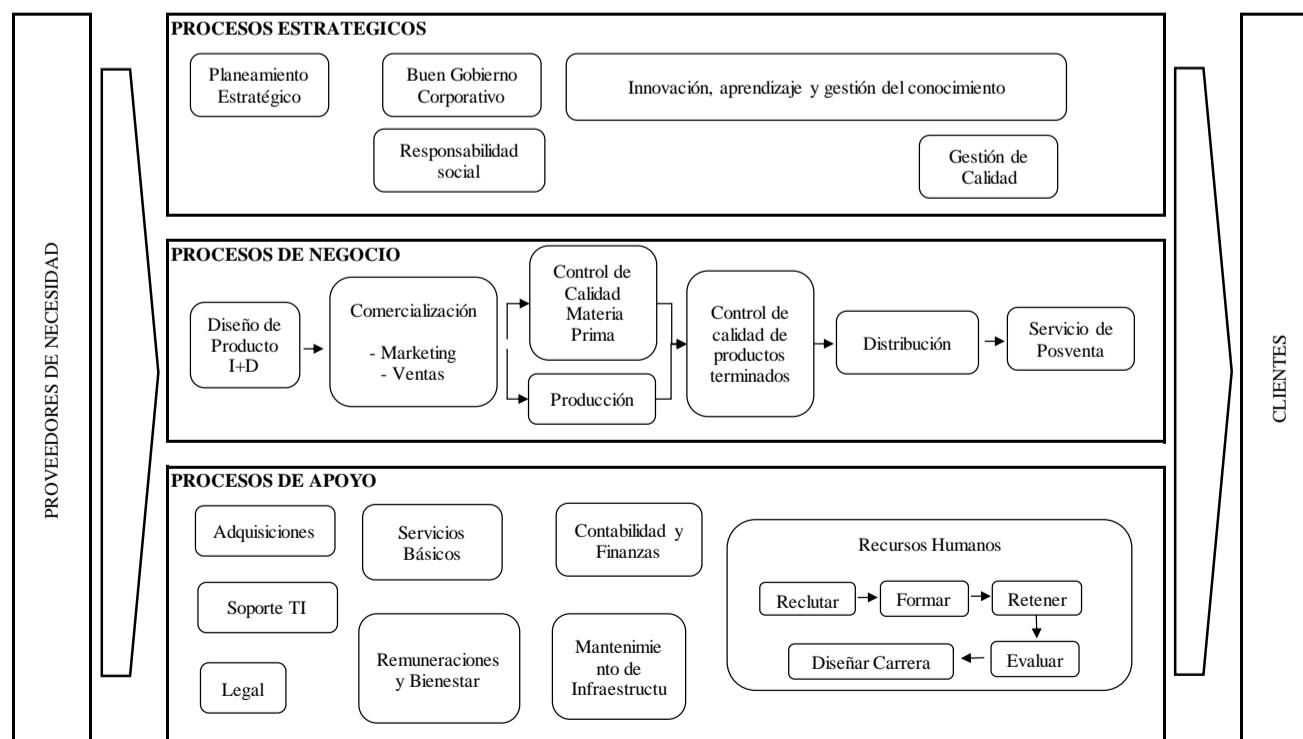 PROVEEDORES DE NECESIDAD
PROCESOS ESTRATEGICOS
Planeamiento
Estratégico
Buen Gobierno
Corporativo
Innovación, aprendizaje y gestión del conocimiento
Responsabilidad
social
Gestión de
Calidad
PROCESOS DE NEGOCIO
Diseño de
Producto
I+D
Comercialización
- Marketing
- Ventas
Control de
Calidad
Materia
Prima
Producción
Control de
calidad de
productos
terminados
Distribución
Servicio de
Posventa
PROCESOS DE APOYO
Adquisiciones
Servicios
Básicos
Contabilidad y
Finanzas
Soporte TI
Remuneraciones
y Bienestar
Mantenimie
nto de
Infraestructu
Legal
Recursos Humanos
Reclutar
Formar
Retener
Evaluar
Diseñar Carrera
CLIENTES